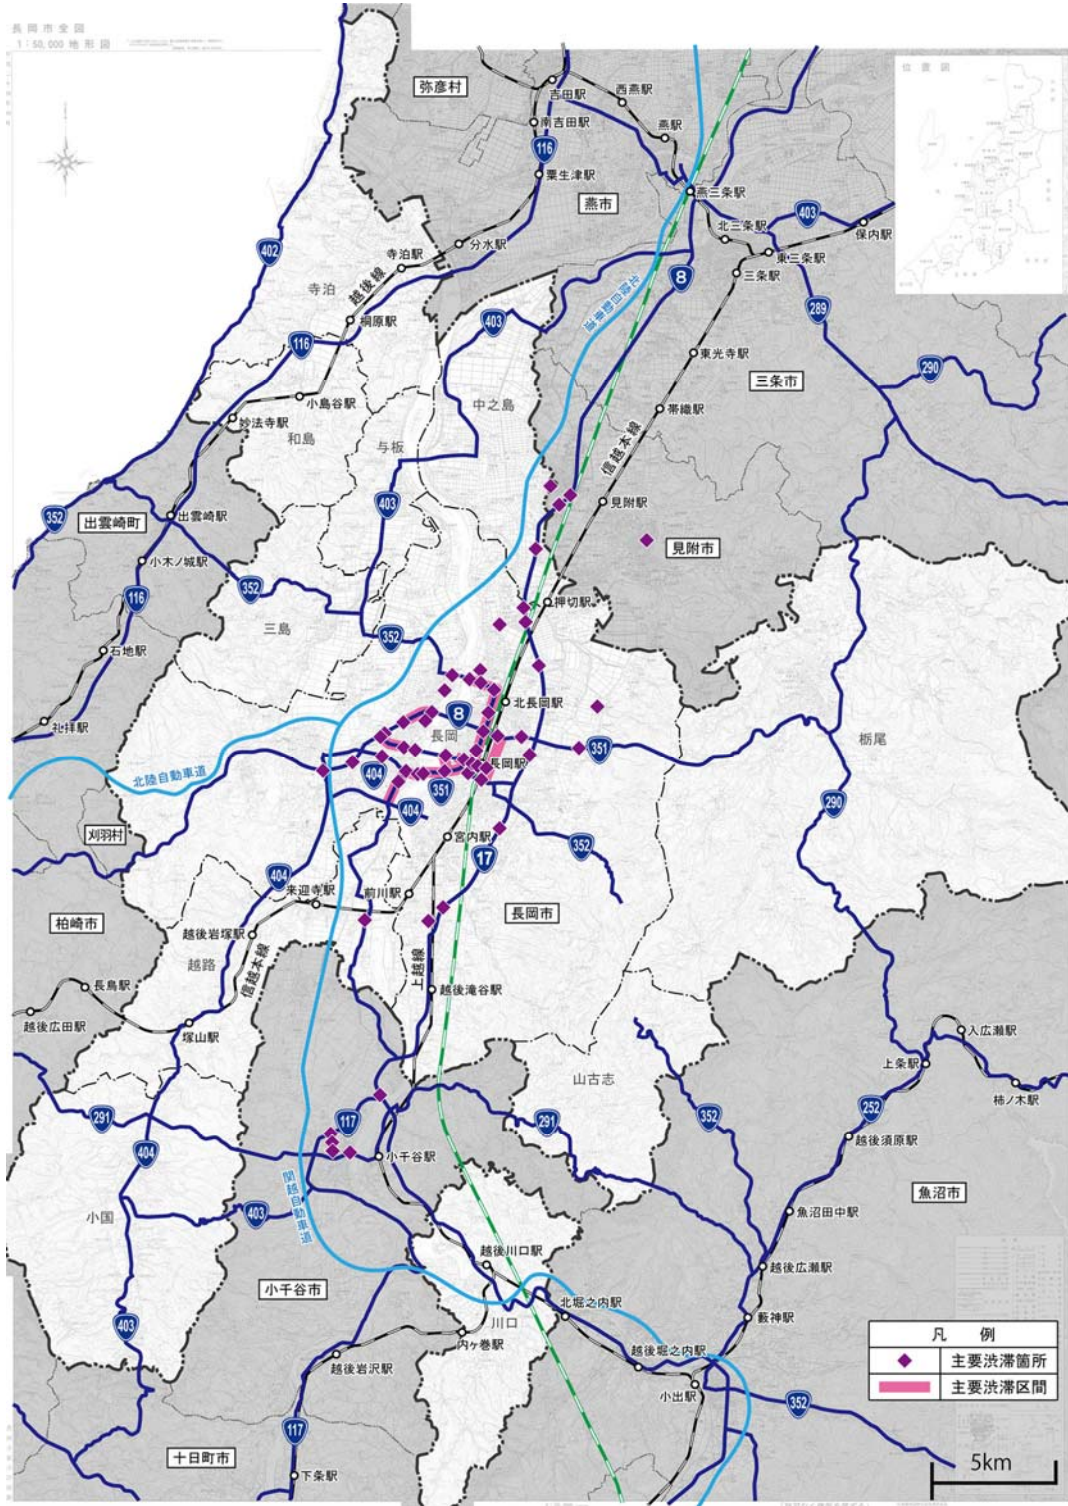 長岡市全図
1:50,000 地形図
位置図
弥彦村
吉田駅
西燕駅
南吉田駅
燕駅
116
粟生津駅
燕三条駅
燕市
403
北三条駅
保内駅
分水駅
東三条駅
402
寺泊駅
三条駅
越後線
8
寺泊
北陸自動車道
桐原駅
403
289
116
東光寺駅
290
三条市
小島谷駅
中之島
帯織駅
妙法寺駅
和島
与板
信越本線
403
見附駅
352
出雲崎町
出雲崎駅
見附市
小木ノ城駅
352
116
押切駅
三島
352
石地駅
北長岡駅
8
礼拝駅
長岡
351
栃尾
長岡駅
北陸自動車道
404
351
290
404
刈羽村
宮内駅
352
17
404
来迎寺駅
前川駅
長岡市
柏崎市
越後岩塚駅
越路
信越本線
上越線
長鳥駅
越後滝谷駅
越後広田駅
塚山駅
入広瀬駅
上条駅
山古志
柿ノ木駅
291
117
352
252
291
越後須原駅
404
小千谷駅
関越自動車道
魚沼市
小国
403
魚沼田中駅
越後川口駅
越後広瀬駅
小千谷市
北堀之内駅
川口
藪神駅
403
内ヶ巻駅
凡 例
越後岩沢駅
越後堀之内駅
主要渋滞箇所
小出駅
主要渋滞区間
352
117
十日町市
5km
下条駅